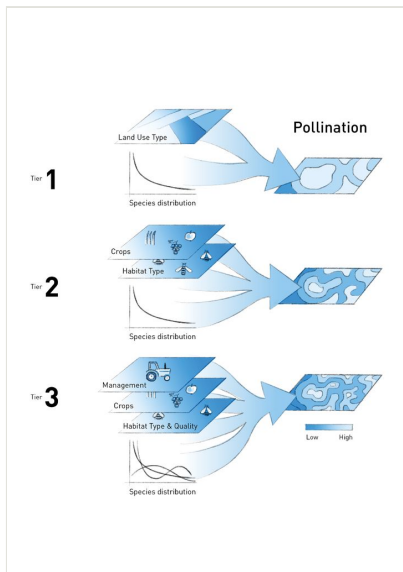 Pollination
Land Use Type
Tier 1
Species distribution
Crops
Habitat Type
Tier 2
Species distribution
Management
Crops
Habitat Type & Quality
Tier 3
Low High
Species distribution